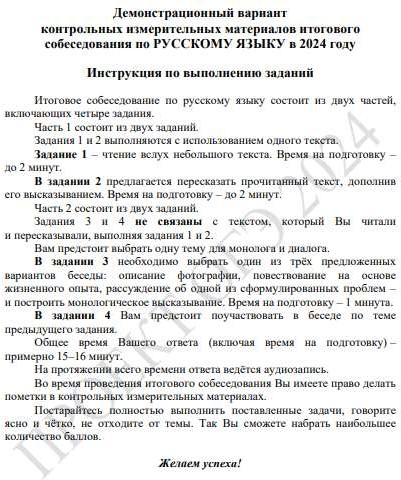 Демонстрационный вариант
контрольных измерительных материалов итогового
собеседования по РУССКОМУ ЯЗЫКУ в 2024 году
Инструкция по выполнению заданий
Итоговое собеседование по русскому языку состоит из двух частей,
включающих четыре задания.
Часть 1 состоит из двух заданий.
Задания 1 и 2 выполняются с использованием одного текста.
Задание 1 – чтение вслух небольшого текста. Время на подготовку –
до 2 минут.
В задании 2 предлагается пересказать прочитанный текст, дополнив
его высказыванием. Время на подготовку – до 2 минут.
Часть 2 состоит из двух заданий.
Задания 3 и 4 не связаны с текстом, который Вы читали
и пересказывали, выполняя задания 1 и 2.
Вам предстоит выбрать одну тему для монолога и диалога.
В задании 3 необходимо выбрать один из трёх предложенных
вариантов беседы: описание фотографии, повествование на основе
жизненного опыта, рассуждение об одной из сформулированных проблем –
и построить монологическое высказывание. Время на подготовку – 1 минута.
В задании 4 Вам предстоит поучаствовать в беседе по теме
предыдущего задания.
Общее время Вашего ответа (включая время на подготовку) –
примерно 15–16 минут.
На протяжении всего времени ответа ведётся аудиозапись.
Во время проведения итогового собеседования Вы имеете право делать
пометки в контрольных измерительных материалах.
Постарайтесь полностью выполнить поставленные задачи, говорите
ясно и чётко, не отходите от темы. Так Вы сможете набрать наибольшее
количество баллов.
Желаем успеха!
ПРОЕКТ ОГЭ 2024